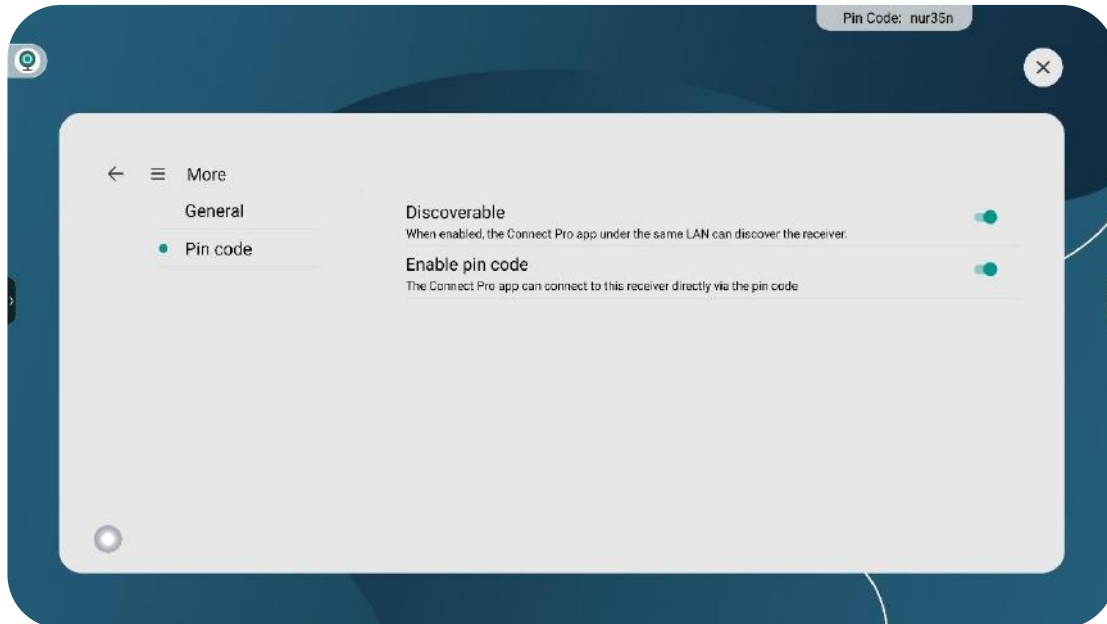 Pin Code: nur35n
More
General
Pin code
Discoverable
When enabled, the Connect Pro app under the same LAN can discover the receiver.
Enable pin code
The Connect Pro app can connect to this receiver directly via the pin code